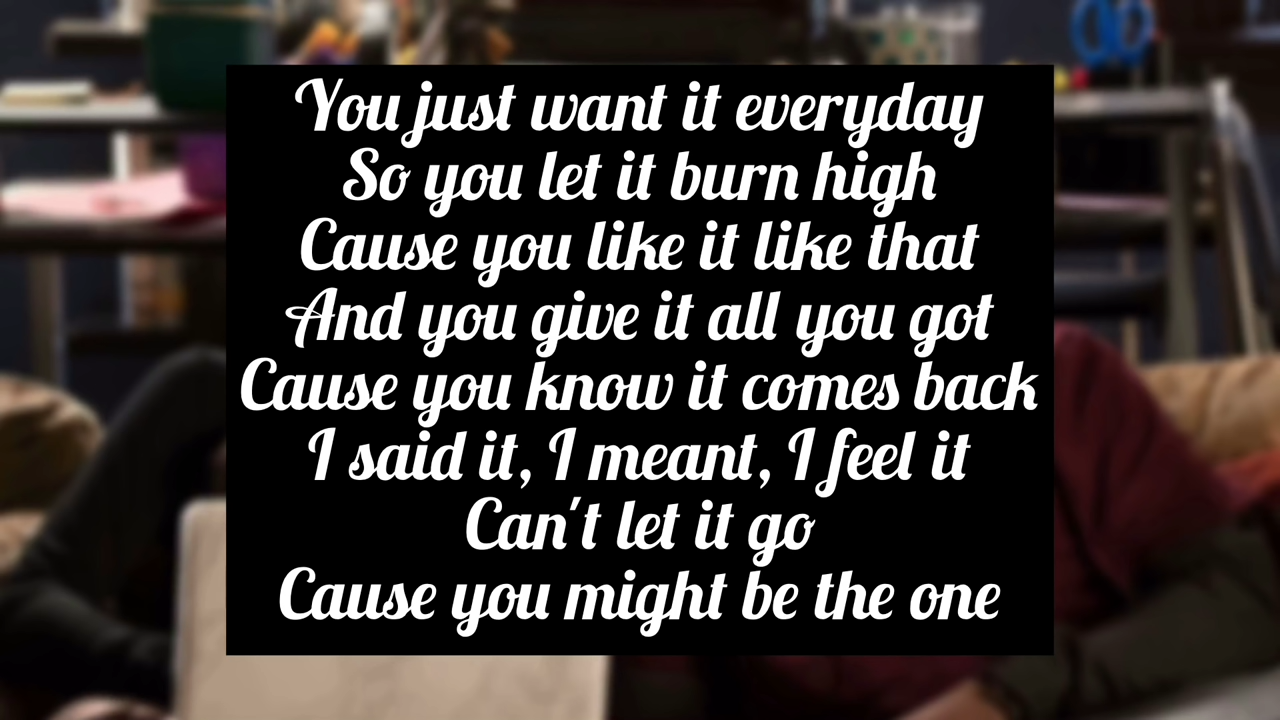 You just want it everyday
So you let it burn high
Cause you like it like that
And you give it all you got
Cause you know it comes back
I said it, I meant, I feel it
Can't let it go
Cause you might be the one